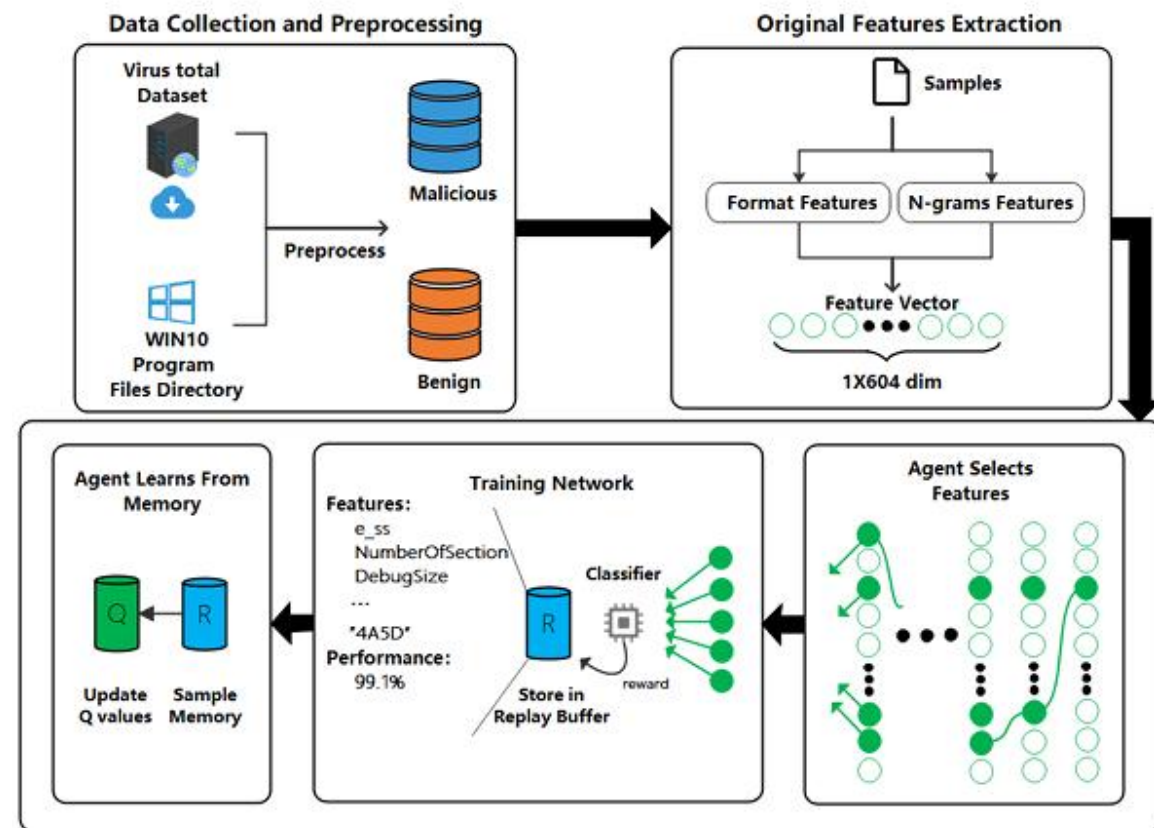 Data Collection and Preprocessing
Virus total
Dataset
Malicious
Preprocess
WIN10
Program
Files Directory
Benign
Original Features Extraction
Samples
Format Features
N-grams Features
Feature Vector
1X604 dim
Agent Selects
Features
Training Network
Features:
e_ss
NumberOfSection
DebugSize
...
"4A5D"
Performance:
99.1%
Classifier
R
reward
Store in
Replay Buffer
Agent Learns From
Memory
Q
R
Update
Q values
Sample
Memory